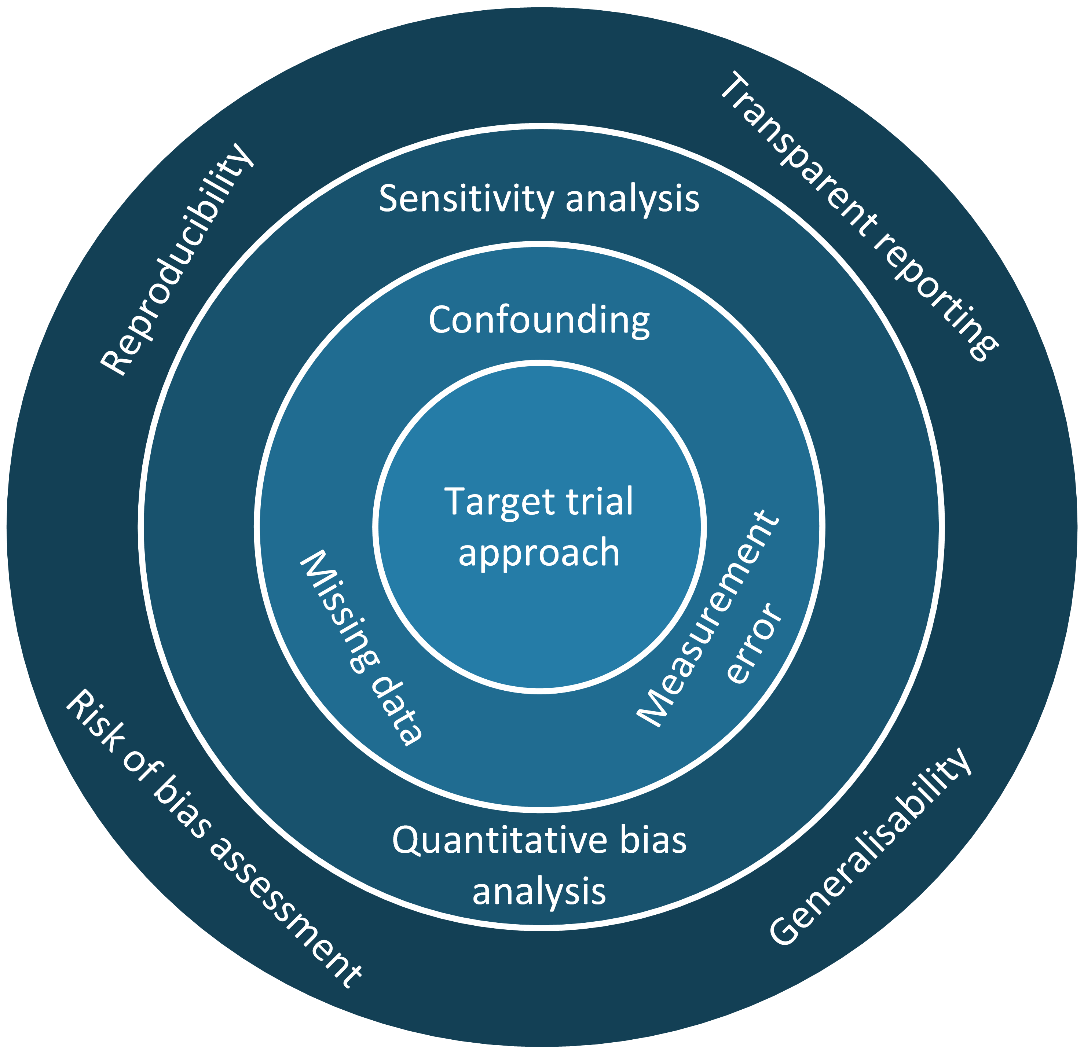 Transparent reporting
Reproducibility
Sensitivity analysis
Confounding
Target trial
approach
Missing data
Measurement
error
Quantitative bias
analysis
Risk of bias assessment
Generalisability